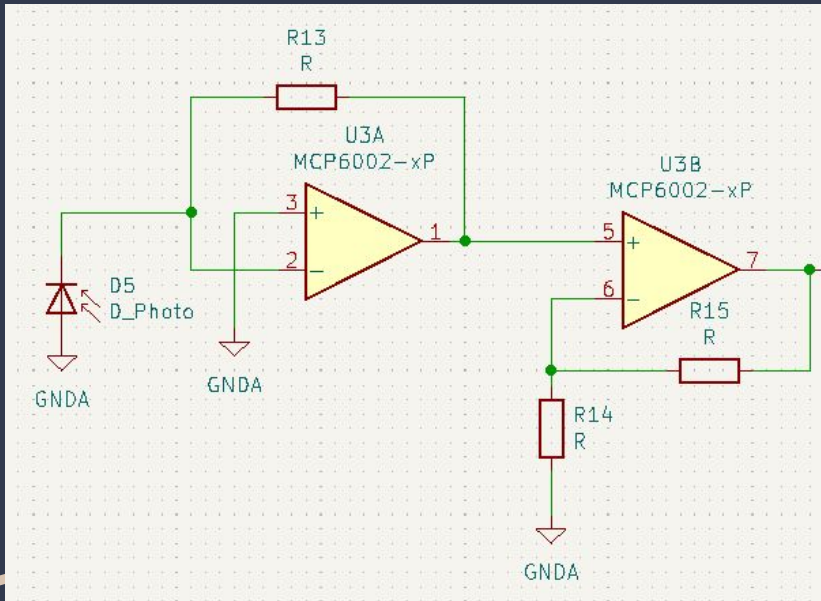 R13
R
U3A
MCP6002-xP
3
+
2
-
1
D5
D_Photo
GNDA
GNDA
U3B
MCP6002-xP
5
+
6
-
7
R15
R
R14
R
GNDA